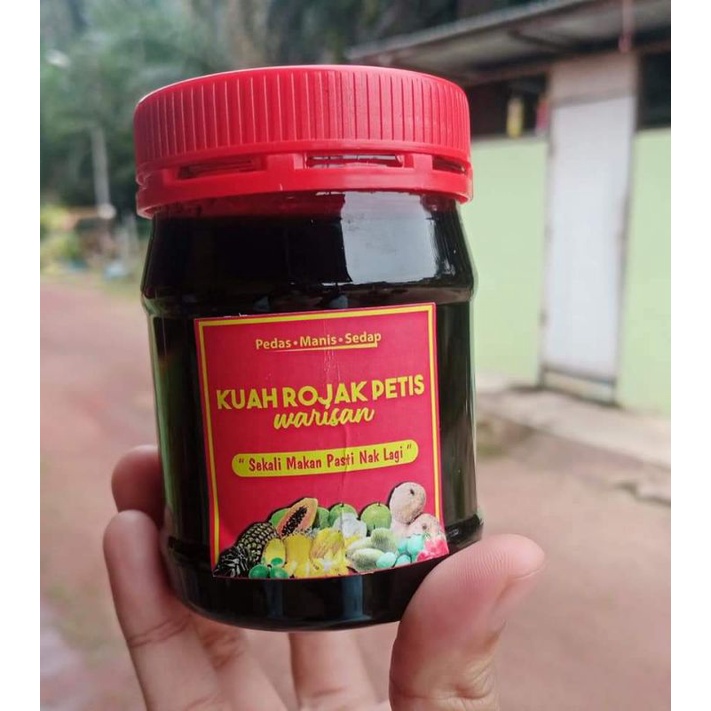 Pedas • Manis • Sedap
KUAH ROJAK PETIS
warisan
" Sekali Makan Pasti Nak Lagi "